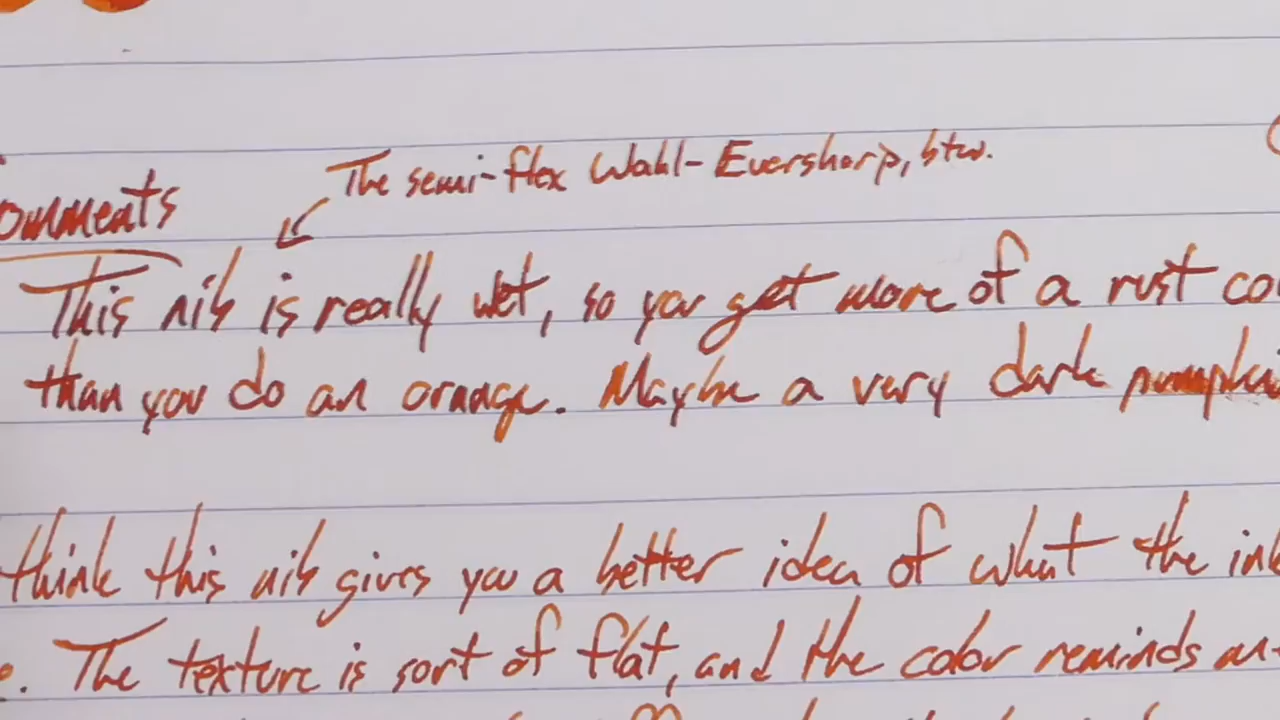 The semi-flex Wahl-Eversharp, btw.
omments
This nib is really wet, so you get more of a rust co
than you do an orange. Maybe a very dark pumpki
think this nib gives you a better idea of what the ink
e. The texture is sort of flat, and the color reminds m